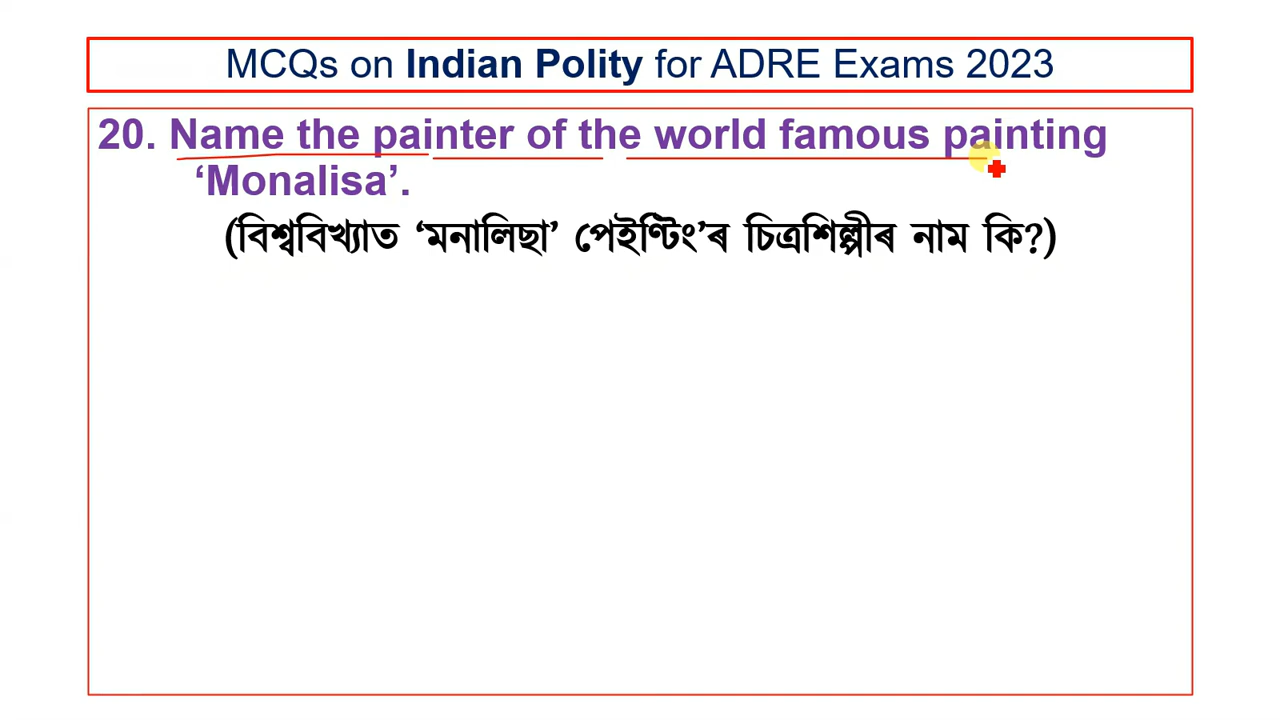 MCQs on Indian Polity for ADRE Exams 2023
20. Name the painter of the world famous painting
‘Monalisa’.
(বিশ্ববিখ্যাত ‘মনালিছা’ পেইণ্টিং’ৰ চিত্ৰশিল্পীৰ নাম কি?)